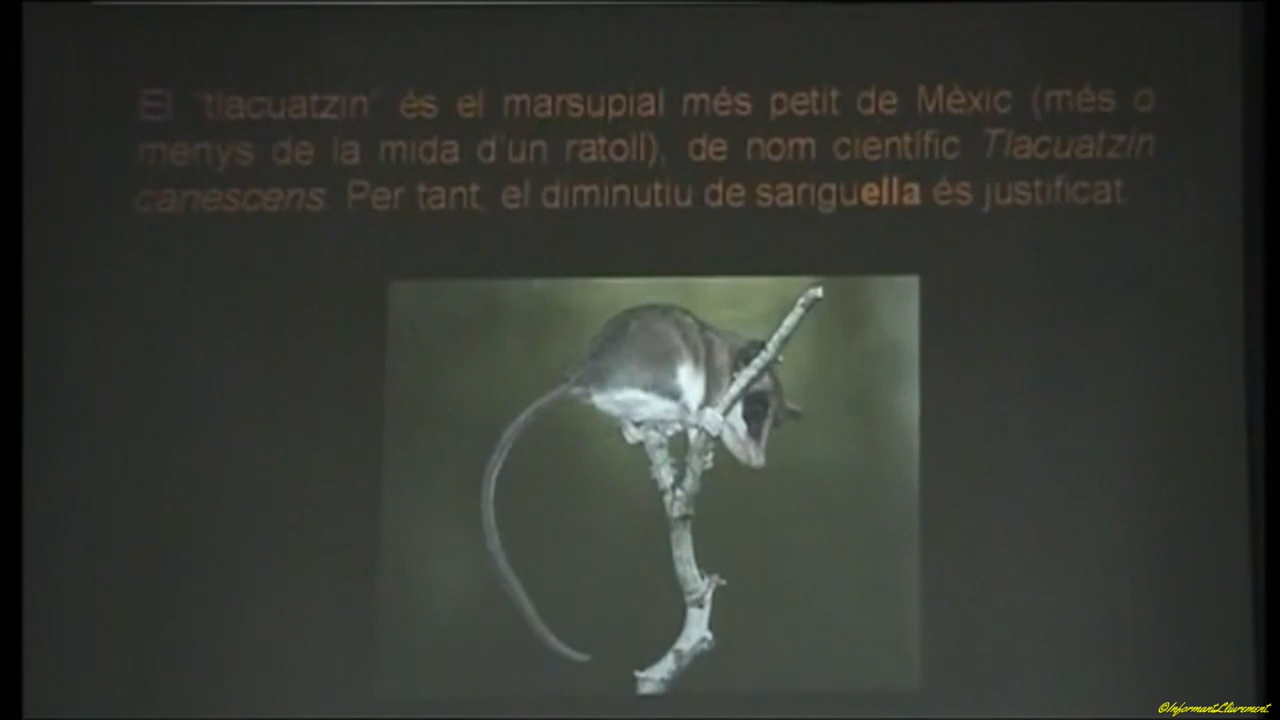 El "tlacuatzin" és el marsupial més petit de Mèxic (més o
menys de la mida d'un ratolí), de nom científic Tlacuatzin
canescens. Per tant, el diminutiu de sariguella és justificat.
©InformantLliurement